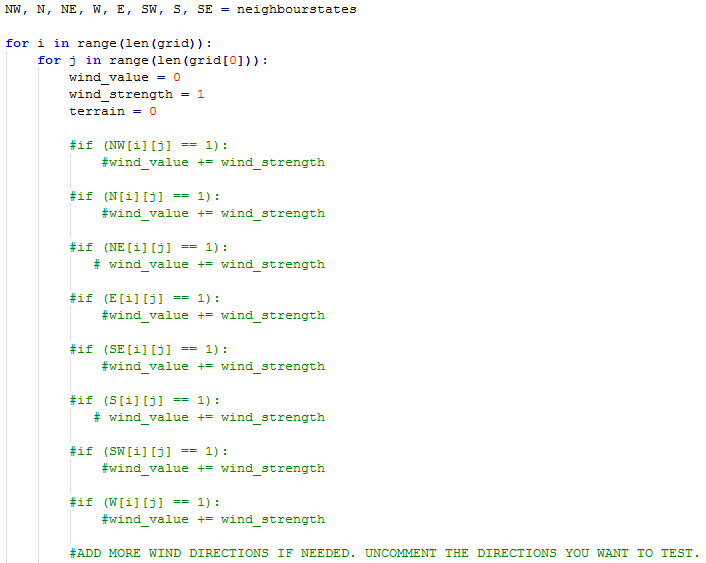 NW, N, NE, W, E, SW, S, SE = neighbourstates
for i in range(len(grid)):
for j in range(len(grid[0])):
wind_value = 0
wind_strength = 1
terrain = 0
#if (NW[i][j] == 1):
#wind_value += wind_strength
#if (N[i][j] == 1):
#wind_value += wind_strength
#if (NE[i][j] == 1):
# wind_value += wind_strength
#if (E[i][j] == 1):
#wind_value += wind_strength
#if (SE[i][j] == 1):
#wind_value += wind_strength
#if (S[i][j] == 1):
# wind_value += wind_strength
#if (SW[i][j] == 1):
#wind_value += wind_strength
#if (W[i][j] == 1):
#wind_value += wind_strength
#ADD MORE WIND DIRECTIONS IF NEEDED. UNCOMMENT THE DIRECTIONS YOU WANT TO TEST.